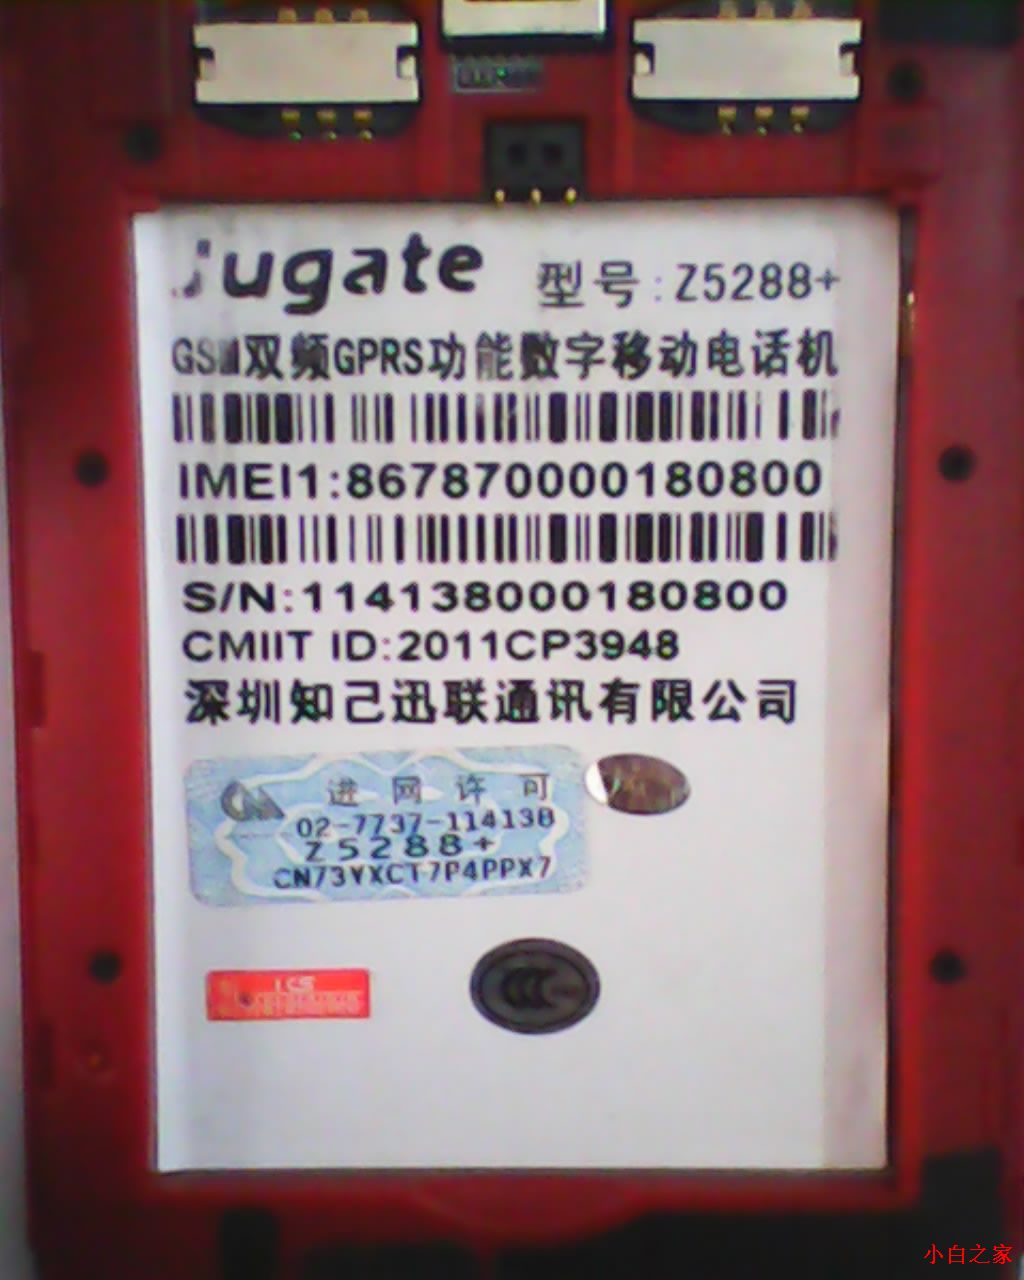 jugate 型号:Z5288+
GSM双频GPRS功能数字移动电话机
IMEI1:867870000180800
S/N:114138000180800
CMIIT ID:2011CP3948
深圳知己迅联通讯有限公司
进网许可
02-7737-114138
Z5288+
CN73YXCT7P4PPX7
小白之家